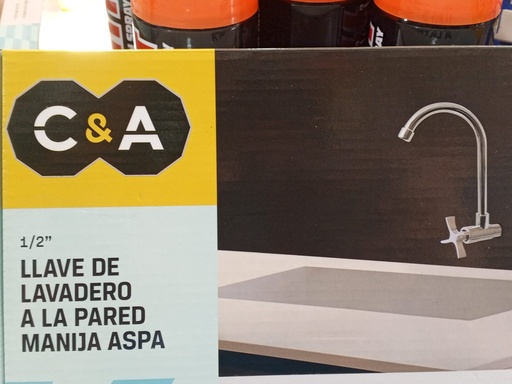 C&A
1/2"
LLAVE DE
LAVADERO
A LA PARED
MANIJA ASPA